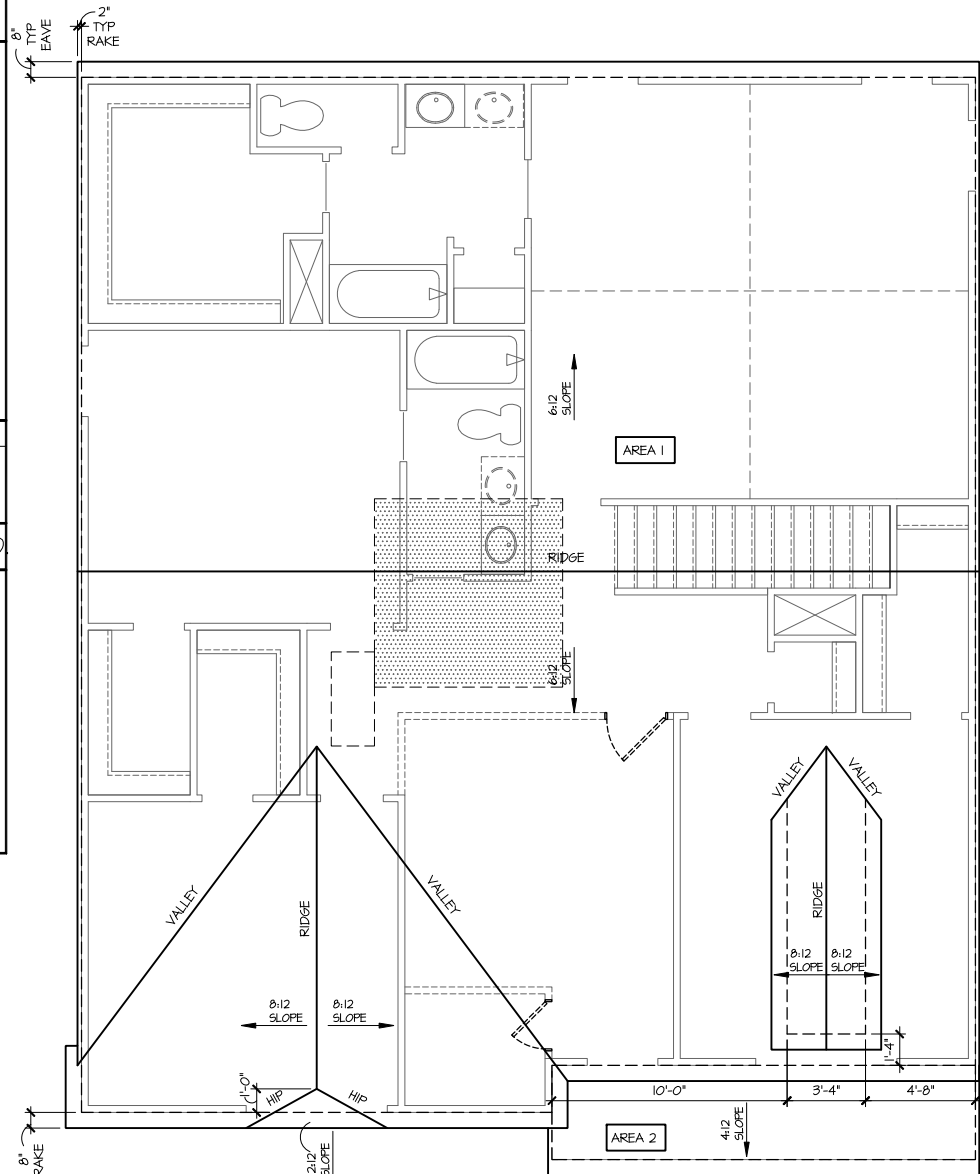 2"
TYP
RAKE
8"
TYP
EAVE
6:12
SLOPE
AREA 1
RIDGE
6:12
SLOPE
VALLEY
VALLEY
VALLEY
RIDGE
VALLEY
RIDGE
8:12
SLOPE
8:12
SLOPE
8:12
SLOPE
8:12
SLOPE
1'-4"
1'-0"
HIP
HIP
10'-0"
3'-4"
4'-8"
8"
RAKE
SLOPE
AREA 2
4:12
SLOPE